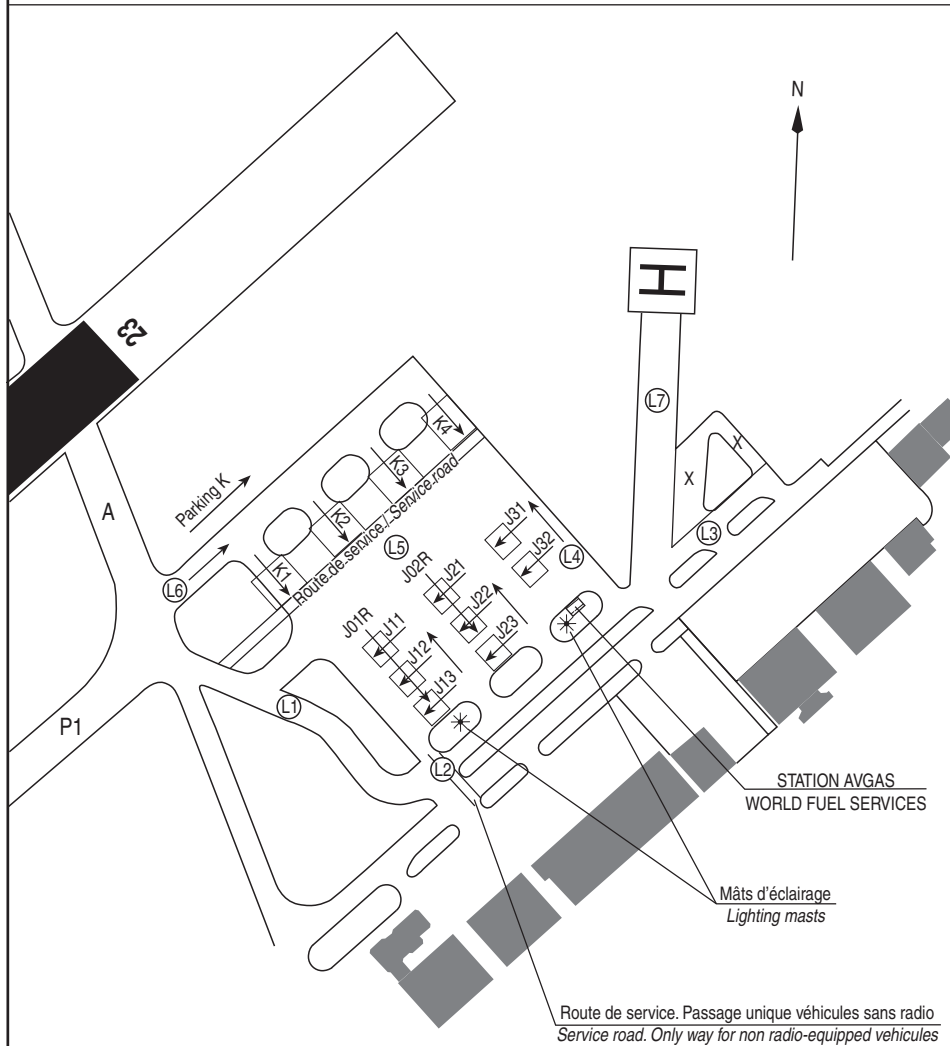 N
23
H
L7
K4
X
X
K3
Parking K
A
K2
Route de service / Service road
L5
J31
L3
L4
J32
J02R
J21
K1
L6
J22
J01R
J11
J23
J12
J13
L1
P1
L2
STATION AVGAS
WORLD FUEL SERVICES
Mâts d'éclairage
Lighting masts
Route de service. Passage unique véhicules sans radio
Service road. Only way for non radio-equipped vehicules